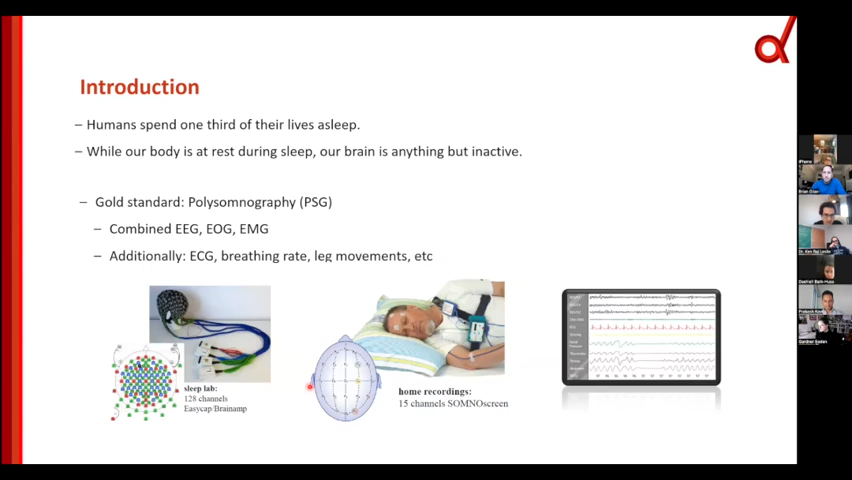 Introduction
– Humans spend one third of their lives asleep.
– While our body is at rest during sleep, our brain is anything but inactive.
– Gold standard: Polysomnography (PSG)
– Combined EEG, EOG, EMG
– Additionally: ECG, breathing rate, leg movements, etc
sleep lab:
128 channels
Easycap/Brainamp
home recordings:
15 channels SOMNOscreen
iPhone